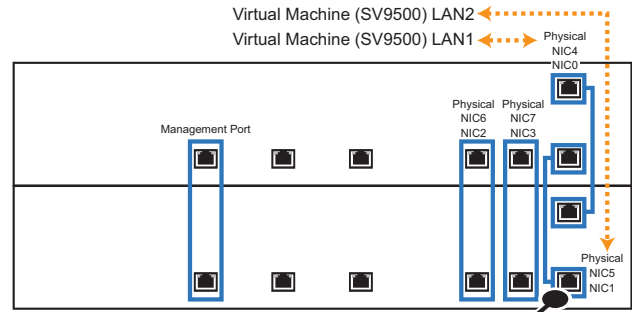 Virtual Machine (SV9500) LAN2
Virtual Machine (SV9500) LAN1
Physical
NIC4
NIC0
Physical
NIC6
NIC2
Physical
NIC7
NIC3
Management Port
Physical
NIC5
NIC1